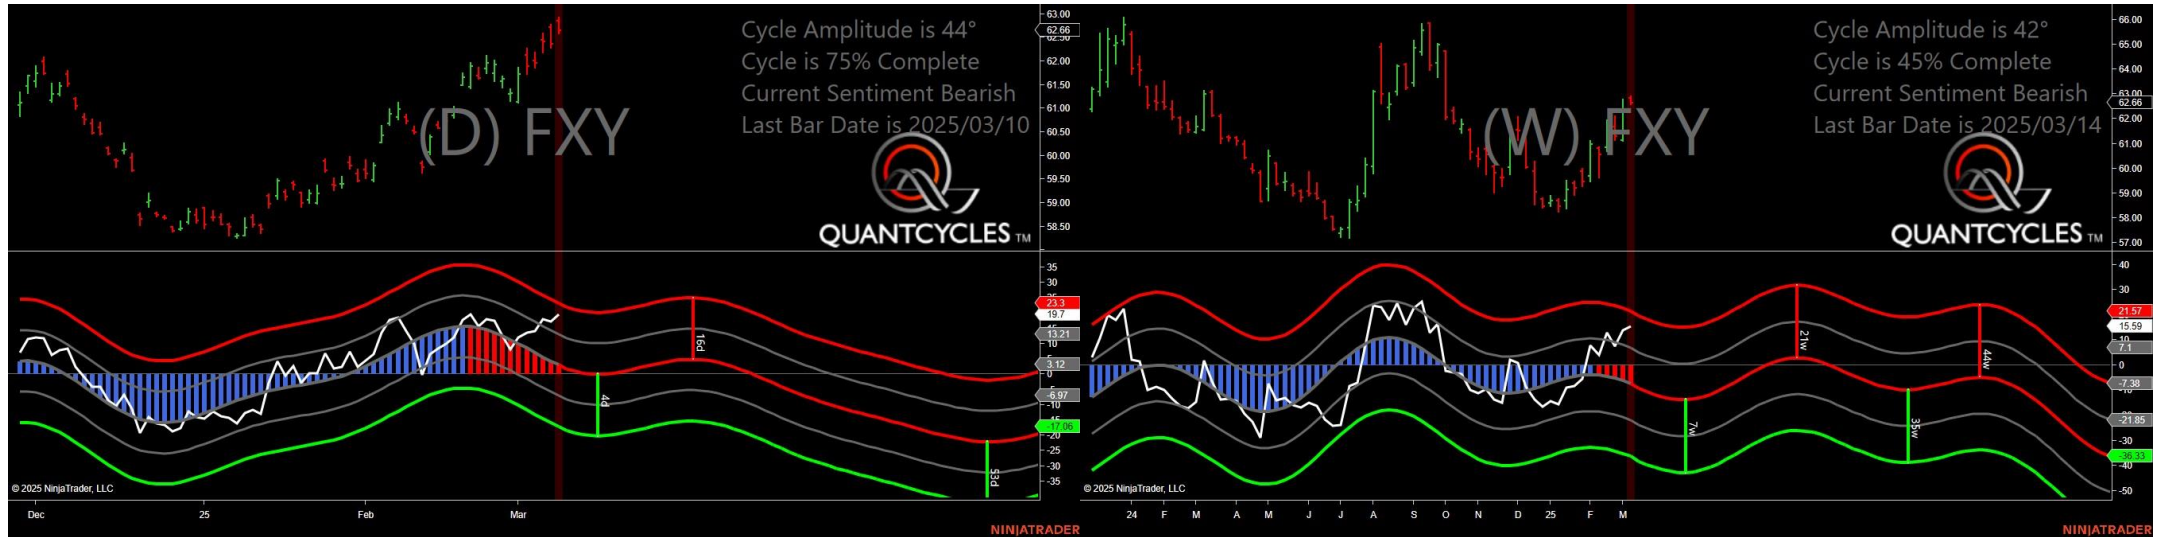 Cycle Amplitude is 44°
Cycle is 75% Complete
Current Sentiment Bearish
Last Bar Date is 2025/03/10
(D) FXY
QUANTCYCLES TM
63.00
62.66
62.50
62.00
61.50
61.00
60.50
60.00
59.50
59.00
58.50
35
30
23.3
19.7
13.21
10
3.12
0
-6.97
-10
-17.06
-20
-25
-30
-35
16d
4d
53d
© 2025 NinjaTrader, LLC
Dec
25
Feb
Mar
NINJATRADER
Cycle Amplitude is 42°
Cycle is 45% Complete
Current Sentiment Bearish
Last Bar Date is 2025/03/14
(W) FXY
QUANTCYCLES TM
66.00
65.00
64.00
63.00
62.66
62.00
61.00
60.00
59.00
58.00
57.00
40
30
21.57
15.59
7.1
0
-7.38
-21.85
-30
-36.33
-40
-50
21w
44w
7w
35w
© 2025 NinjaTrader, LLC
J
24
F
M
A
M
J
J
A
S
O
N
D
25
F
M
NINJATRADER